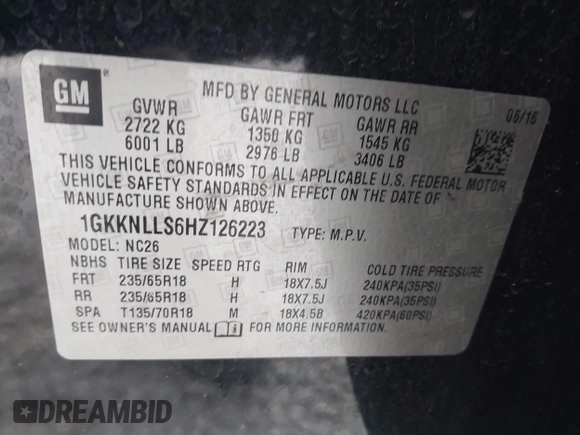 GM ®
MFD BY GENERAL MOTORS LLC
06/16
GVWR GAWR FRT GAWR RR
2722 KG 1350 KG 1545 KG
6001 LB 2976 LB 3406 LB
THIS VEHICLE CONFORMS TO ALL APPLICABLE U.S. FEDERAL MOTOR
VEHICLE SAFETY STANDARDS IN EFFECT ON THE DATE OF
MANUFACTURE SHOWN ABOVE.
1GKKNLLS6HZ126223 TYPE: M.P.V.
MODEL: NC26
NBHS TIRE SIZE SPEED RTG RIM COLD TIRE PRESSURE
FRT 235/65R18 H 18X7.5J 240KPA(35PSI)
RR 235/65R18 H 18X7.5J 240KPA(35PSI)
SPA T135/70R18 M 18X4.5B 420KPA(60PSI)
SEE OWNER'S MANUAL FOR MORE INFORMATION.
DREAMBID